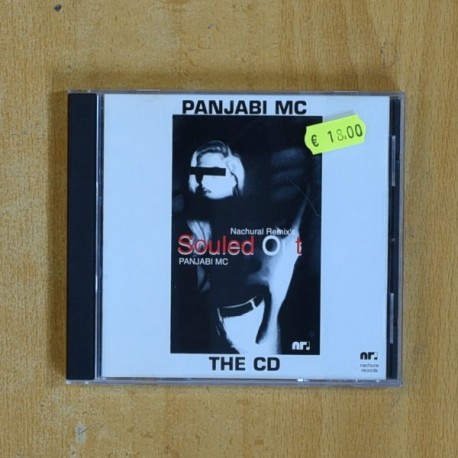 PANJABI MC
€ 18.00
Nachural Remix's
Souled Out
PANJABI MC
nr.
THE CD
nr.
nachural
records